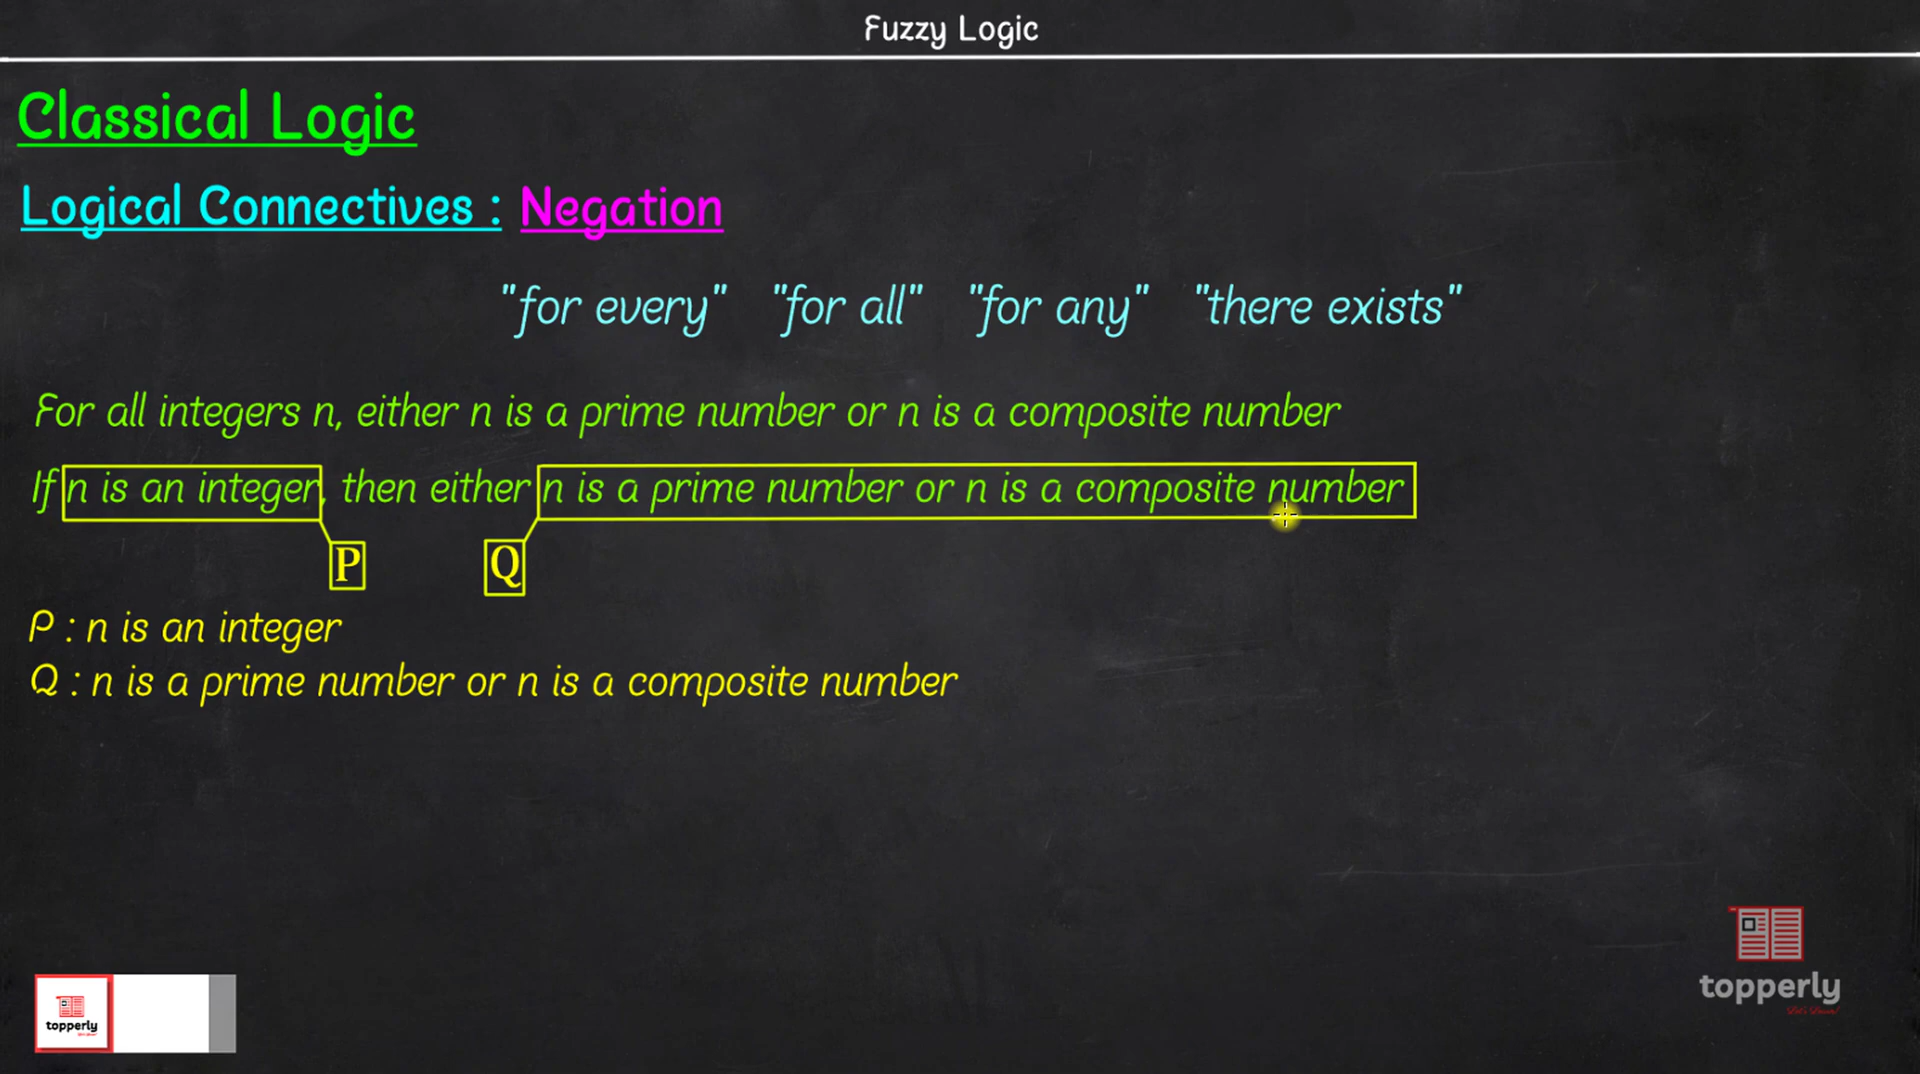 Fuzzy Logic
Classical Logic
Logical Connectives : Negation
"for every" "for all" "for any" "there exists"
For all integers n, either n is a prime number or n is a composite number
If n is an integer, then either n is a prime number or n is a composite number
P Q
P : n is an integer
Q : n is a prime number or n is a composite number
topperly
Let's Learn!
topperly